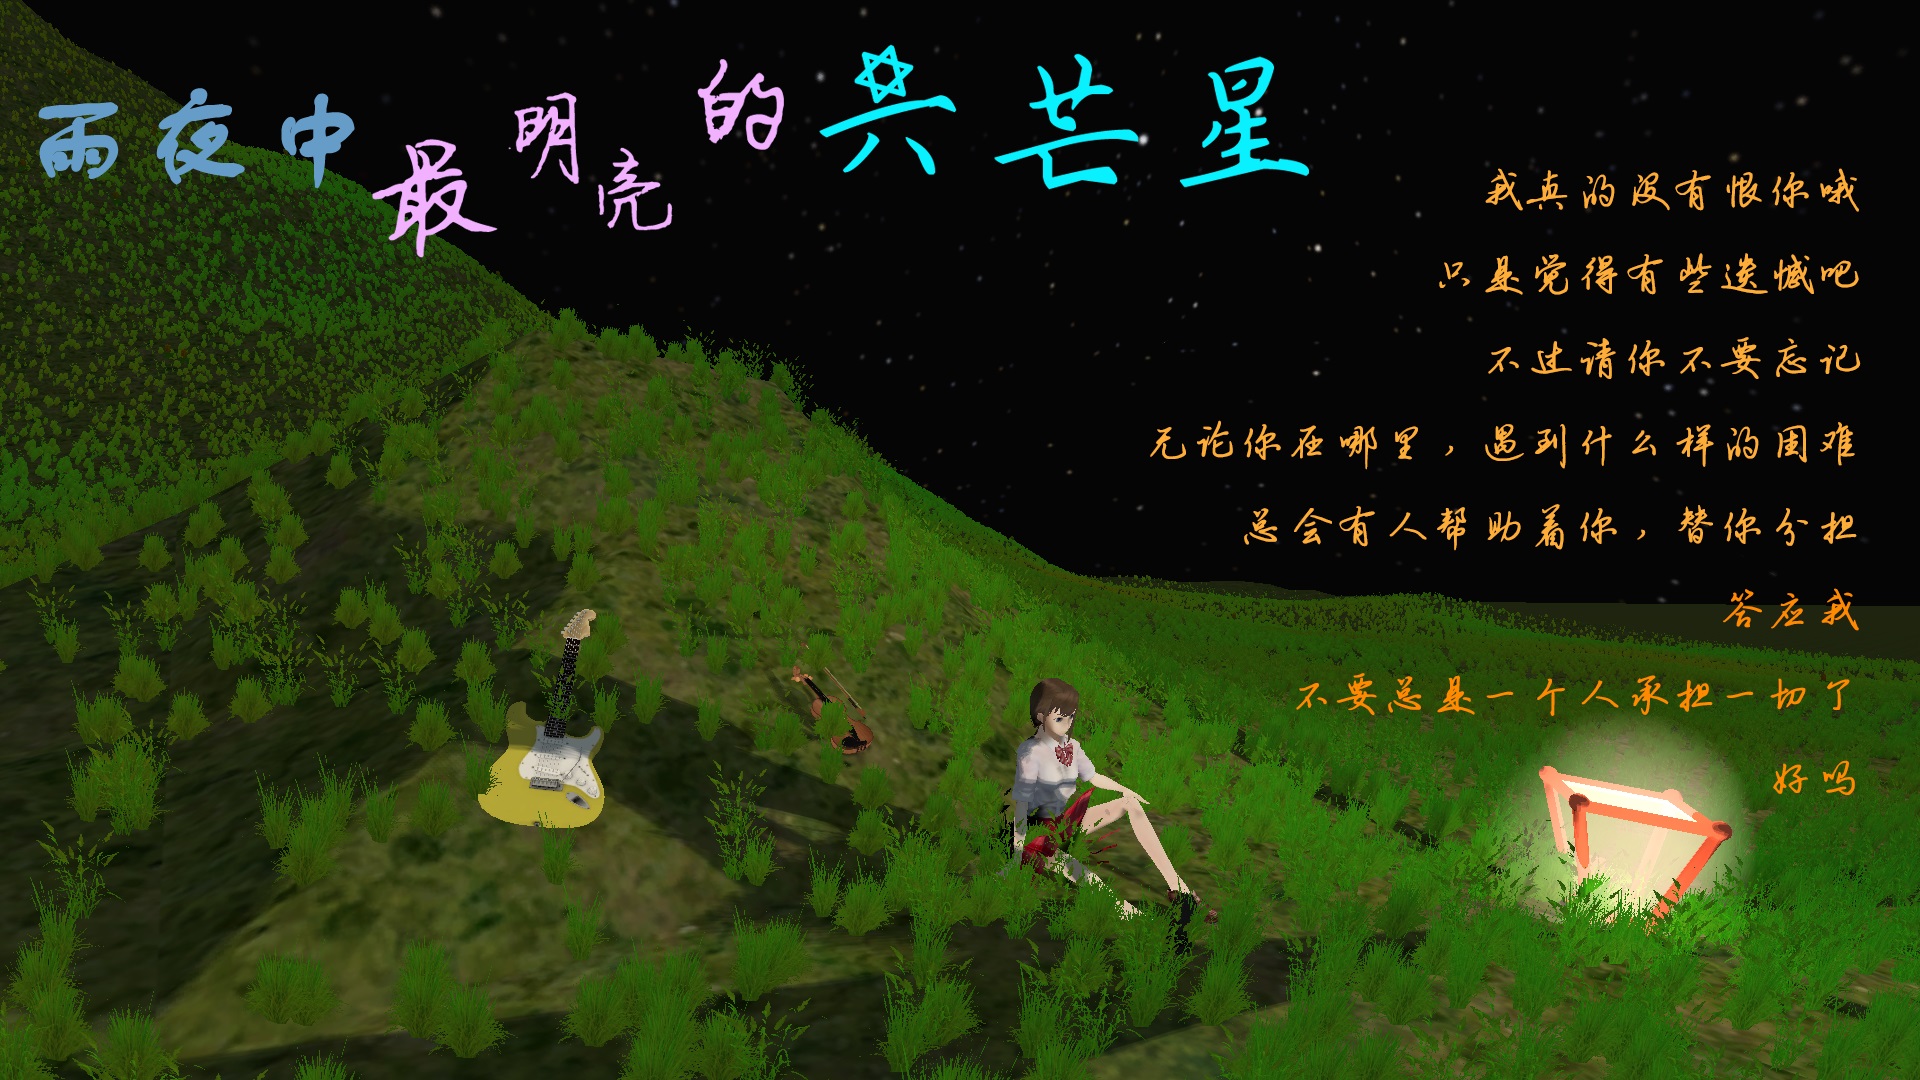 雨夜中最明亮的六芒星
我真的没有恨你哦
只是觉得有些遗憾吧
不过请你不要忘记
无论你在哪里，遇到什么样的困难
总会有人帮助着你，替你分担
答应我
不要总是一个人承担一切了
好吗